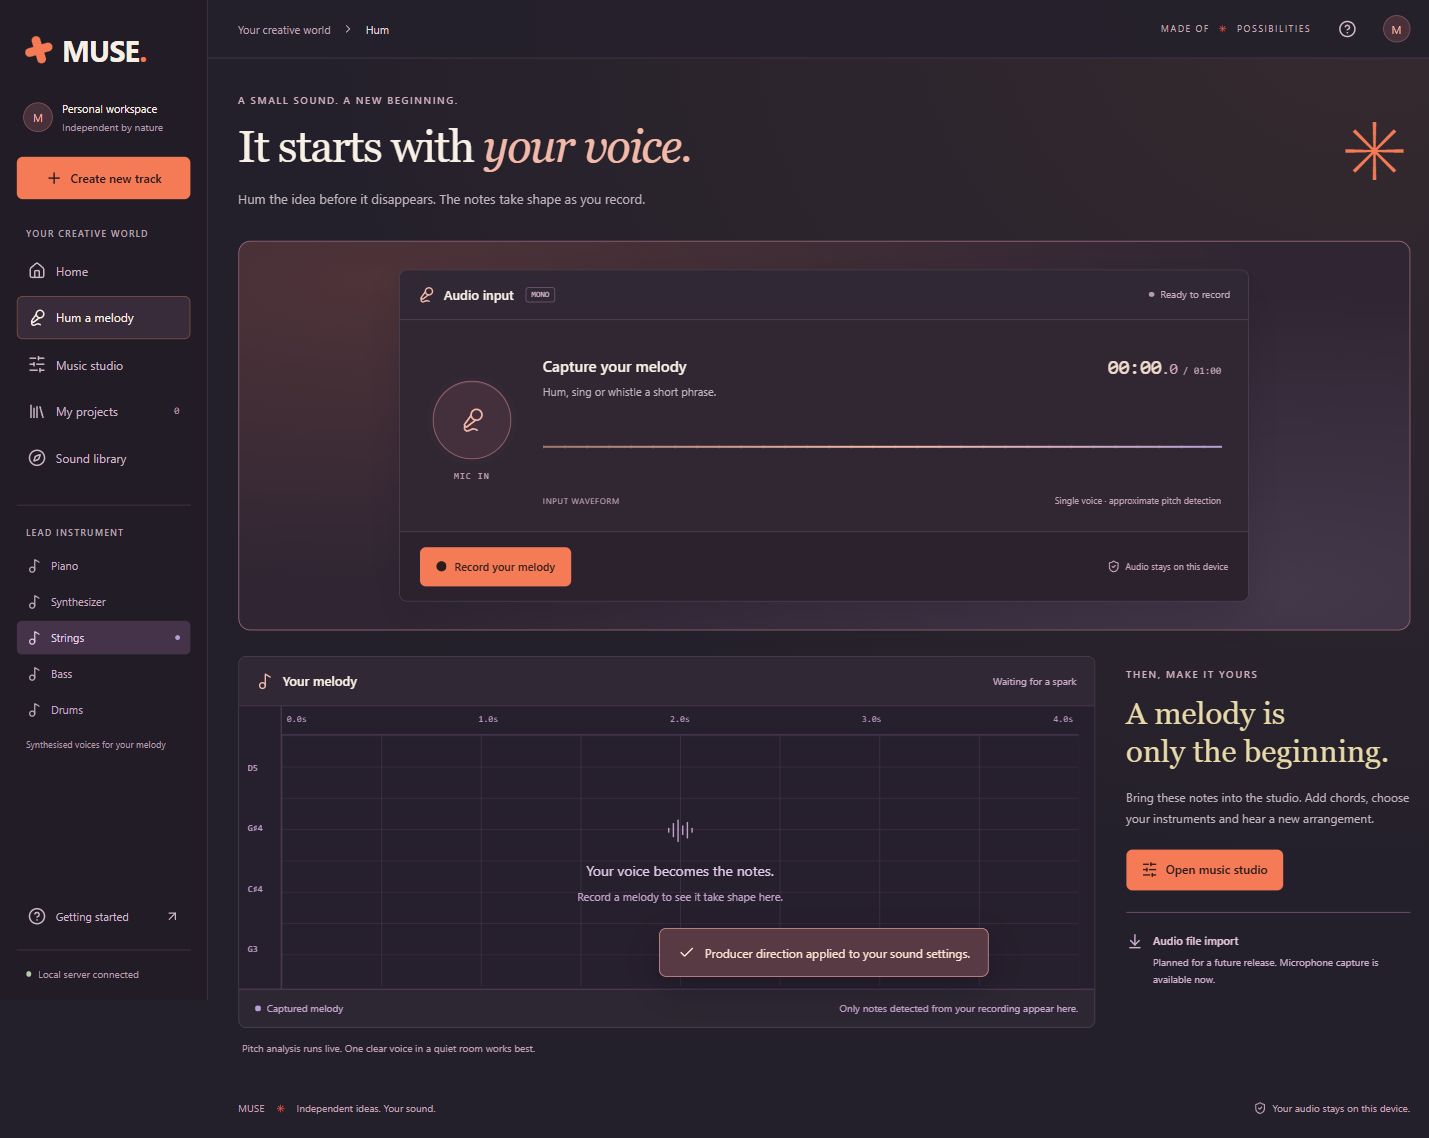 MUSE.
M
Personal workspace
Independent by nature
Create new track
YOUR CREATIVE WORLD
Home
Hum a melody
Music studio
My projects 0
Sound library
LEAD INSTRUMENT
Piano
Synthesizer
Strings
Bass
Drums
Synthesised voices for your melody
Getting started
Local server connected
Your creative world Hum
MADE OF POSSIBILITIES
M
A SMALL SOUND. A NEW BEGINNING.
It starts with your voice.
Hum the idea before it disappears. The notes take shape as you record.
Audio input MONO
Ready to record
Capture your melody
00:00.0 / 01:00
Hum, sing or whistle a short phrase.
MIC IN
INPUT WAVEFORM
Single voice · approximate pitch detection
Record your melody
Audio stays on this device
Your melody
Waiting for a spark
0.0s 1.0s 2.0s 3.0s 4.0s
D5
G♯4
C♯4
G3
Your voice becomes the notes.
Record a melody to see it take shape here.
Producer direction applied to your sound settings.
Captured melody
Only notes detected from your recording appear here.
Pitch analysis runs live. One clear voice in a quiet room works best.
THEN, MAKE IT YOURS
A melody is
only the beginning.
Bring these notes into the studio. Add chords, choose
your instruments and hear a new arrangement.
Open music studio
Audio file import
Planned for a future release. Microphone capture is
available now.
MUSE Independent ideas. Your sound.
Your audio stays on this device.